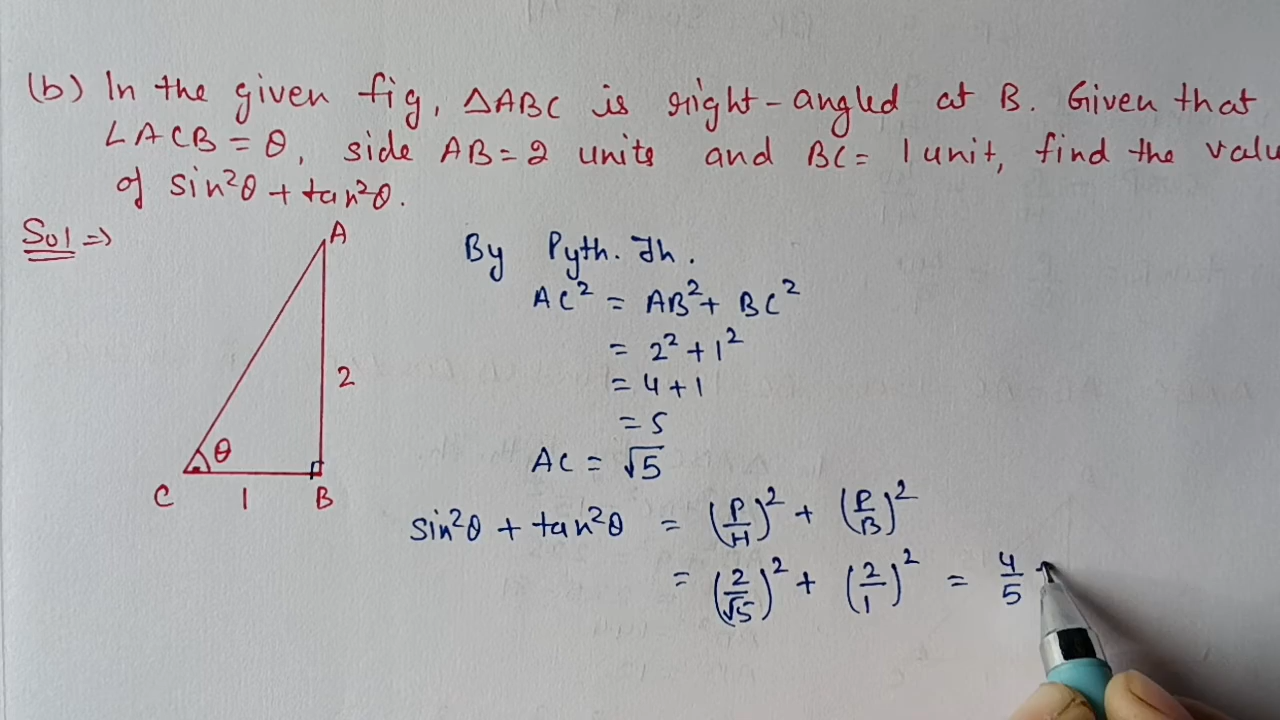 (b) In the given fig, △ABC is right-angled at B. Given that
∠ACB = θ, side AB = 2 units and BC = 1 unit, find the valu
of sin²θ + tan²θ.
Sol ⇒
A
2
θ
C 1 B
By Pyth. Th.
AC² = AB² + BC²
= 2² + 1²
= 4 + 1
= 5
AC = √5
sin²θ + tan²θ = (P/H)² + (P/B)²
= (2/√5)² + (2/1)² = 4/5